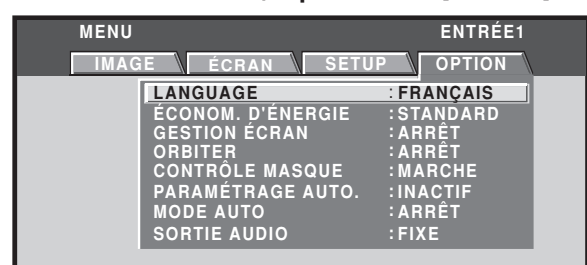 MENU ENTRÉE1
IMAGE ÉCRAN SETUP OPTION
LANGUAGE : FRANÇAIS
ÉCONOM. D'ÉNERGIE : STANDARD
GESTION ÉCRAN : ARRÊT
ORBITER : ARRÊT
CONTRÔLE MASQUE : MARCHE
PARAMÉTRAGE AUTO. : INACTIF
MODE AUTO : ARRÊT
SORTIE AUDIO : FIXE